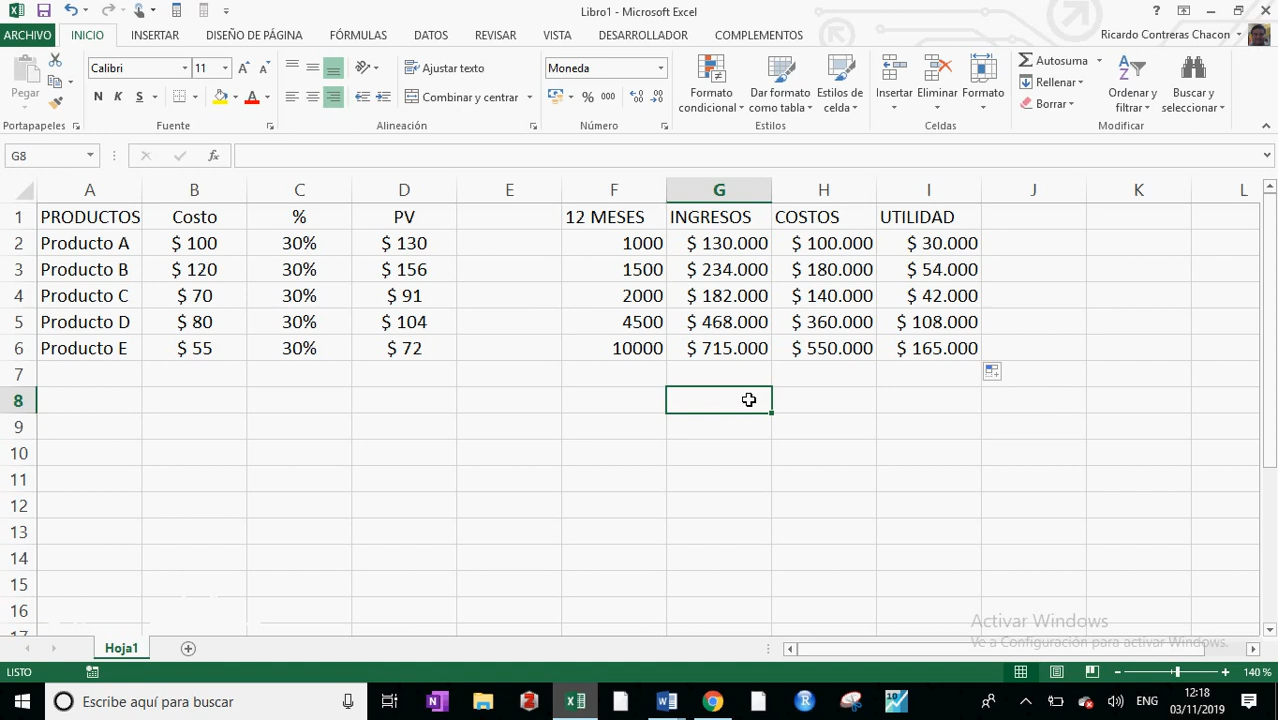 Libro1 - Microsoft Excel
ARCHIVO INICIO INSERTAR DISEÑO DE PÁGINA FÓRMULAS DATOS REVISAR VISTA DESARROLLADOR COMPLEMENTOS Ricardo Contreras Chacon
Pegar
Calibri 11
N K S
Ajustar texto
Combinar y centrar
Moneda
% 000
Formato condicional
Dar formato como tabla
Estilos de celda
Insertar
Eliminar
Formato
Autosuma
Rellenar
Borrar
Ordenar y filtrar
Buscar y seleccionar
Portapapeles Fuente Alineación Número Estilos Celdas Modificar
G8 fx
A B C D E F G H I J K L
1 PRODUCTOS Costo % PV 12 MESES INGRESOS COSTOS UTILIDAD
2 Producto A $ 100 30% $ 130 1000 $ 130.000 $ 100.000 $ 30.000
3 Producto B $ 120 30% $ 156 1500 $ 234.000 $ 180.000 $ 54.000
4 Producto C $ 70 30% $ 91 2000 $ 182.000 $ 140.000 $ 42.000
5 Producto D $ 80 30% $ 104 4500 $ 468.000 $ 360.000 $ 108.000
6 Producto E $ 55 30% $ 72 10000 $ 715.000 $ 550.000 $ 165.000
7
8
9
10
11
12
13
14
15
16
17
Activar Windows
Ve a Configuración para activar Windows.
Hoja1
LISTO 140 %
Escribe aquí para buscar
ENG
12:18
03/11/2019